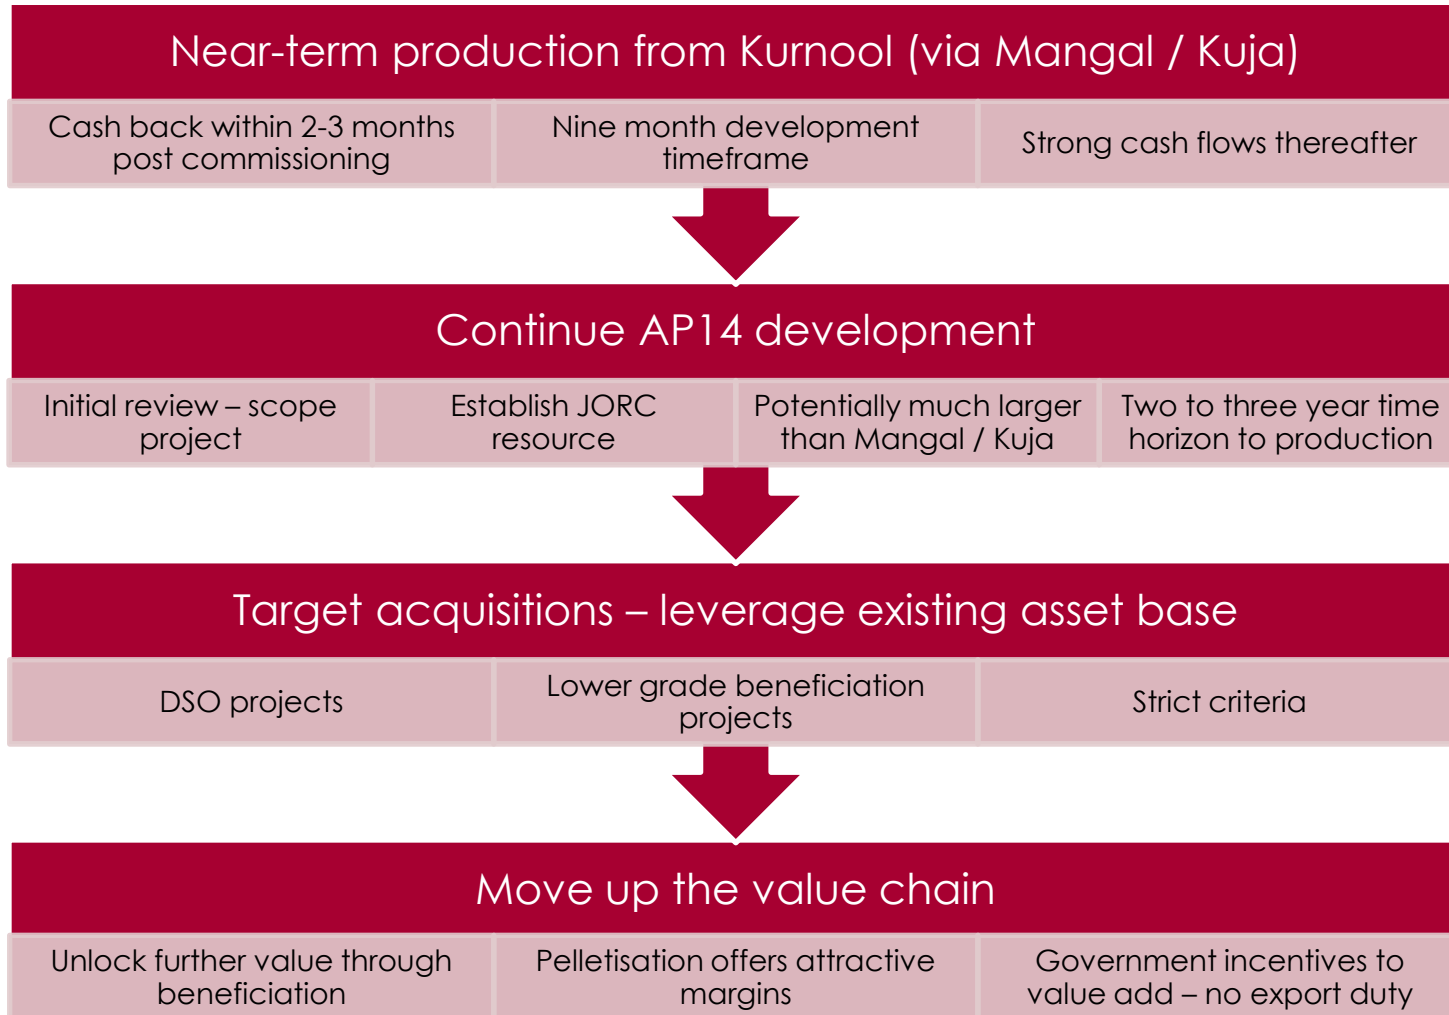 Near-term production from Kurnool (via Mangal / Kuja)
Cash back within 2-3 months
post commissioning
Nine month development
timeframe
Strong cash flows thereafter
Continue AP14 development
Initial review – scope
project
Establish JORC
resource
Potentially much larger
than Mangal / Kuja
Two to three year time
horizon to production
Target acquisitions – leverage existing asset base
DSO projects
Lower grade beneficiation
projects
Strict criteria
Move up the value chain
Unlock further value through
beneficiation
Pelletisation offers attractive
margins
Government incentives to
value add – no export duty